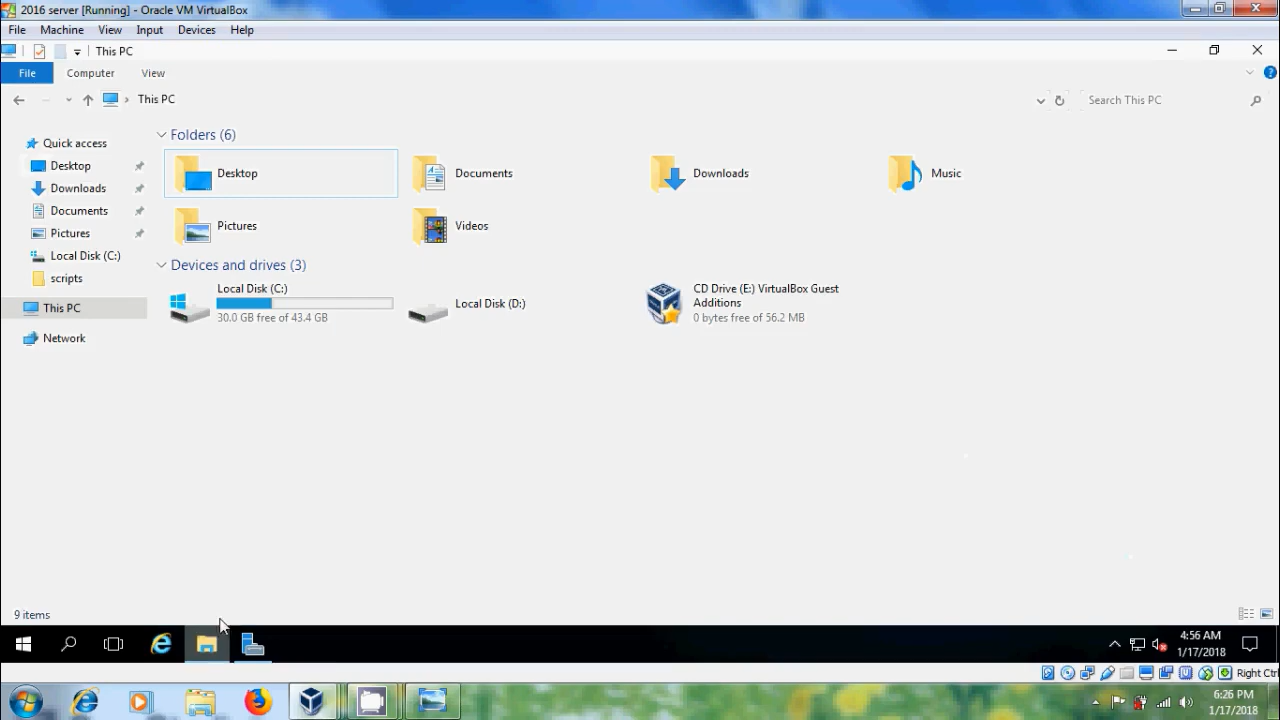 2016 server [Running] - Oracle VM VirtualBox
File Machine View Input Devices Help
This PC
File Computer View
This PC
Search This PC
Quick access
Desktop
Downloads
Documents
Pictures
Local Disk (C:)
scripts
This PC
Network
Folders (6)
Desktop
Documents
Downloads
Music
Pictures
Videos
Devices and drives (3)
Local Disk (C:)
30.0 GB free of 43.4 GB
Local Disk (D:)
CD Drive (E:) VirtualBox Guest
Additions
0 bytes free of 56.2 MB
9 items
4:56 AM
1/17/2018
Right Ctrl
6:26 PM
1/17/2018